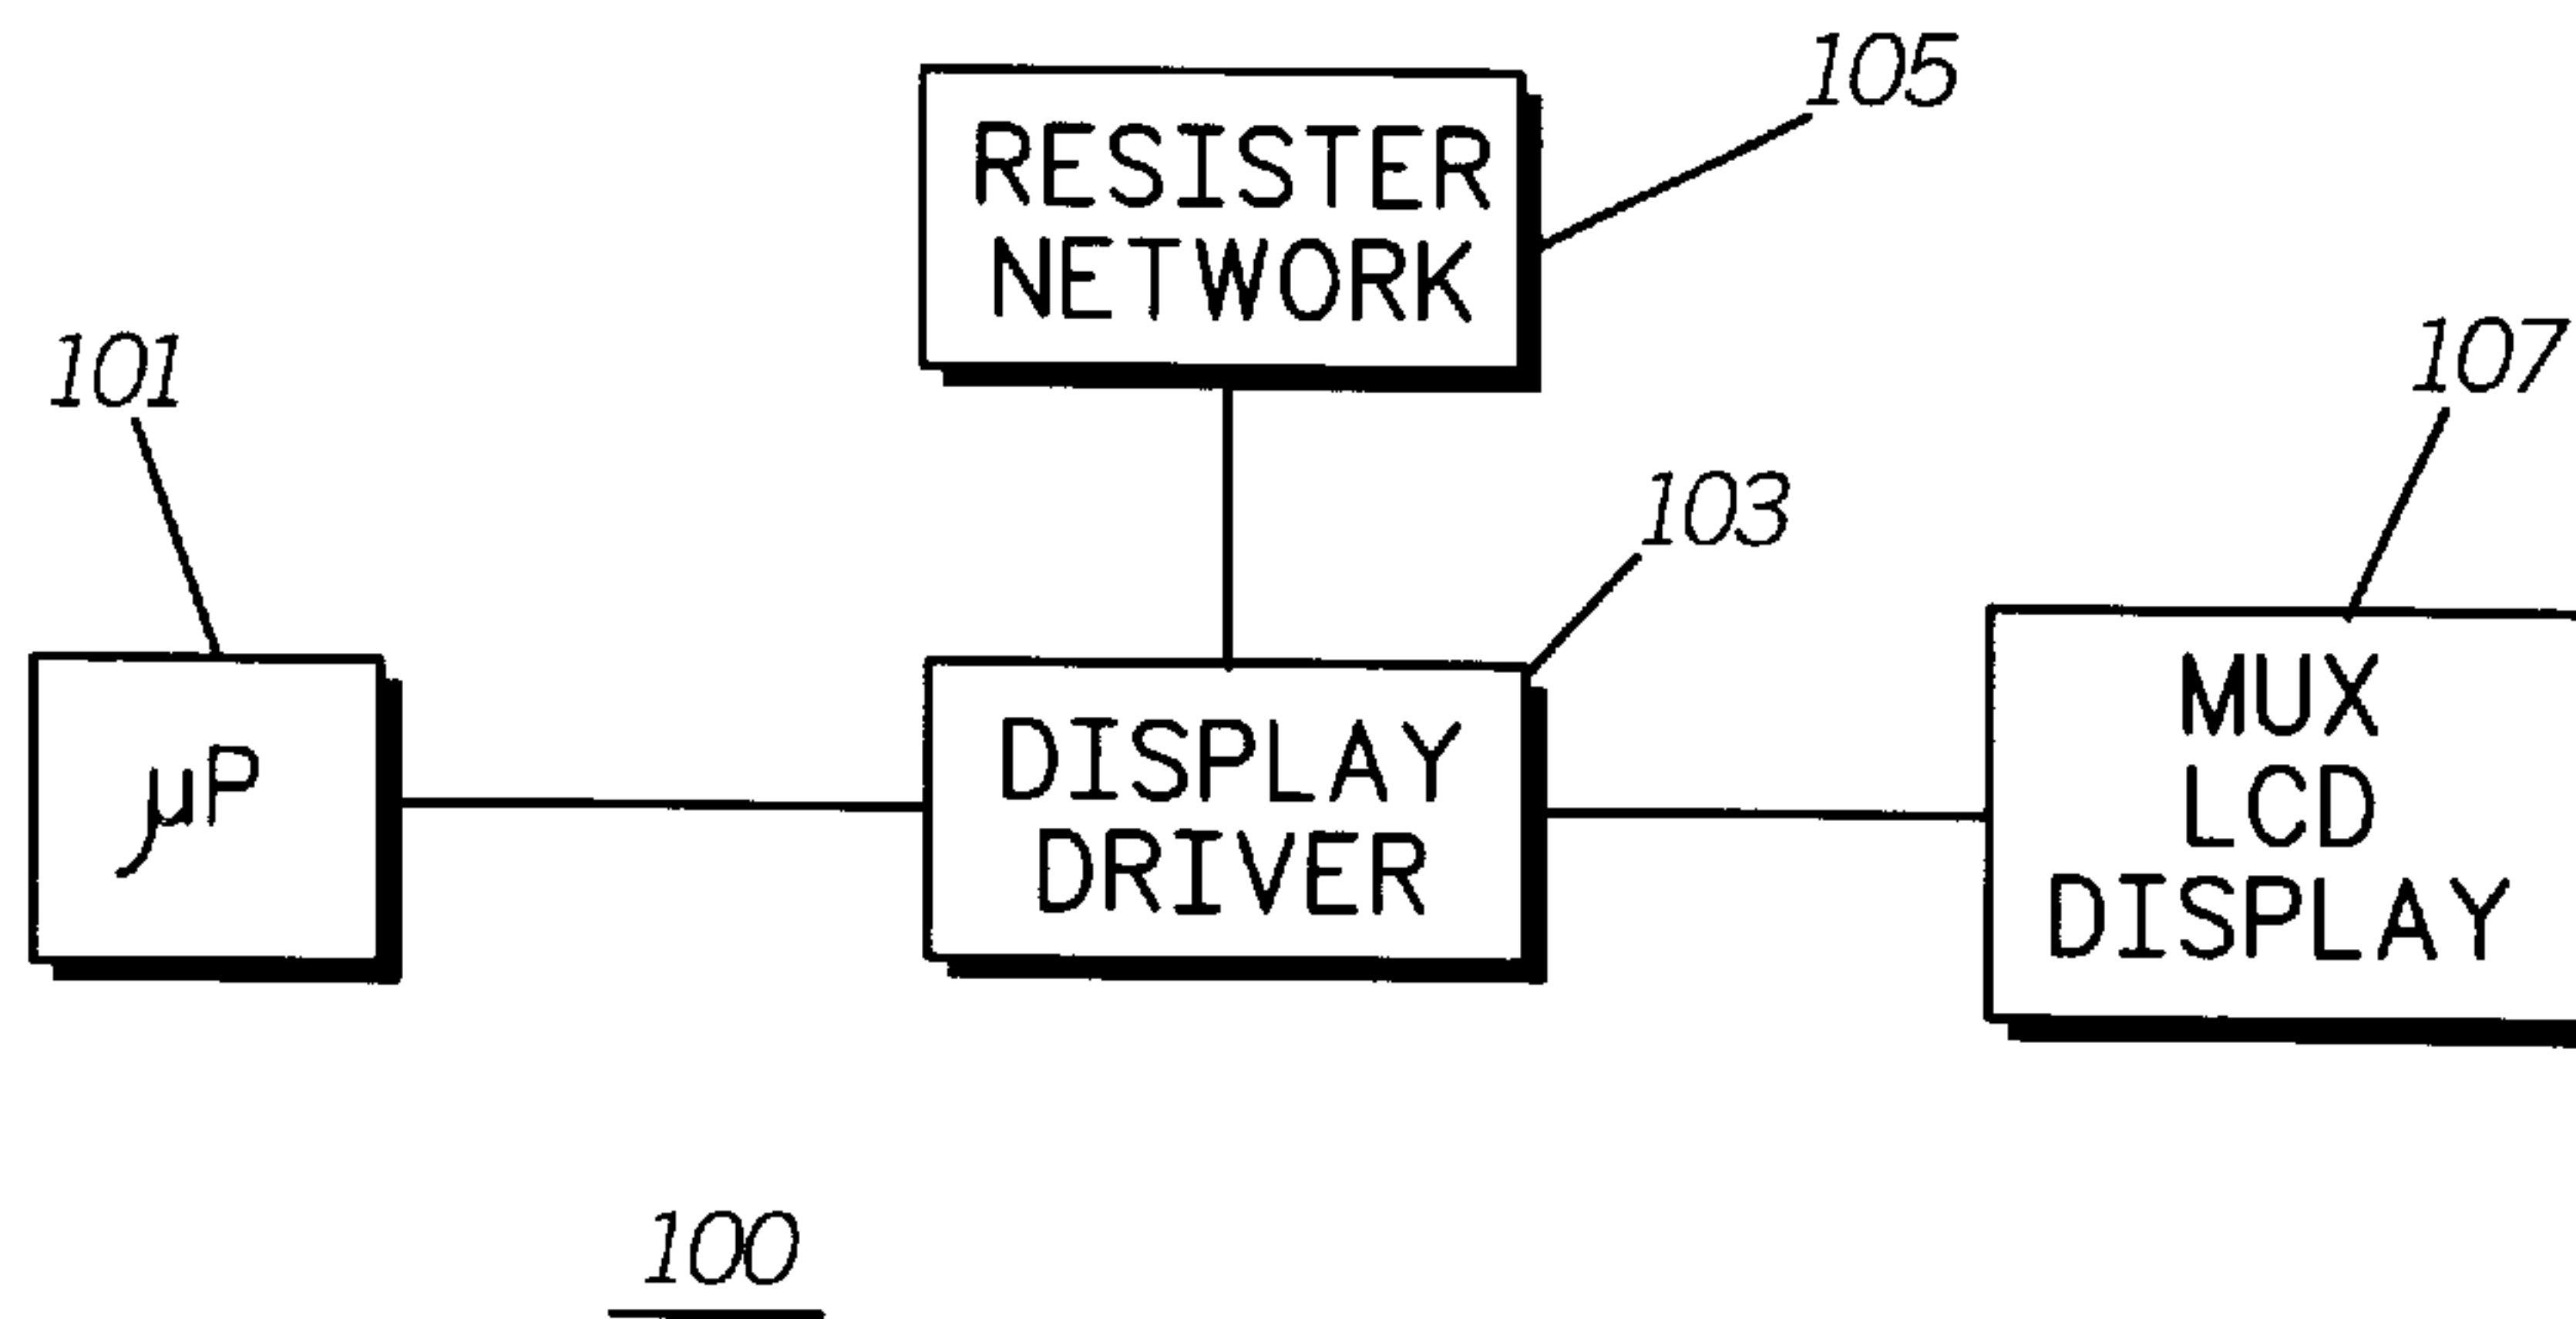 105
RESISTER
NETWORK
101
107
103
µP
DISPLAY
DRIVER
MUX
LCD
DISPLAY
100